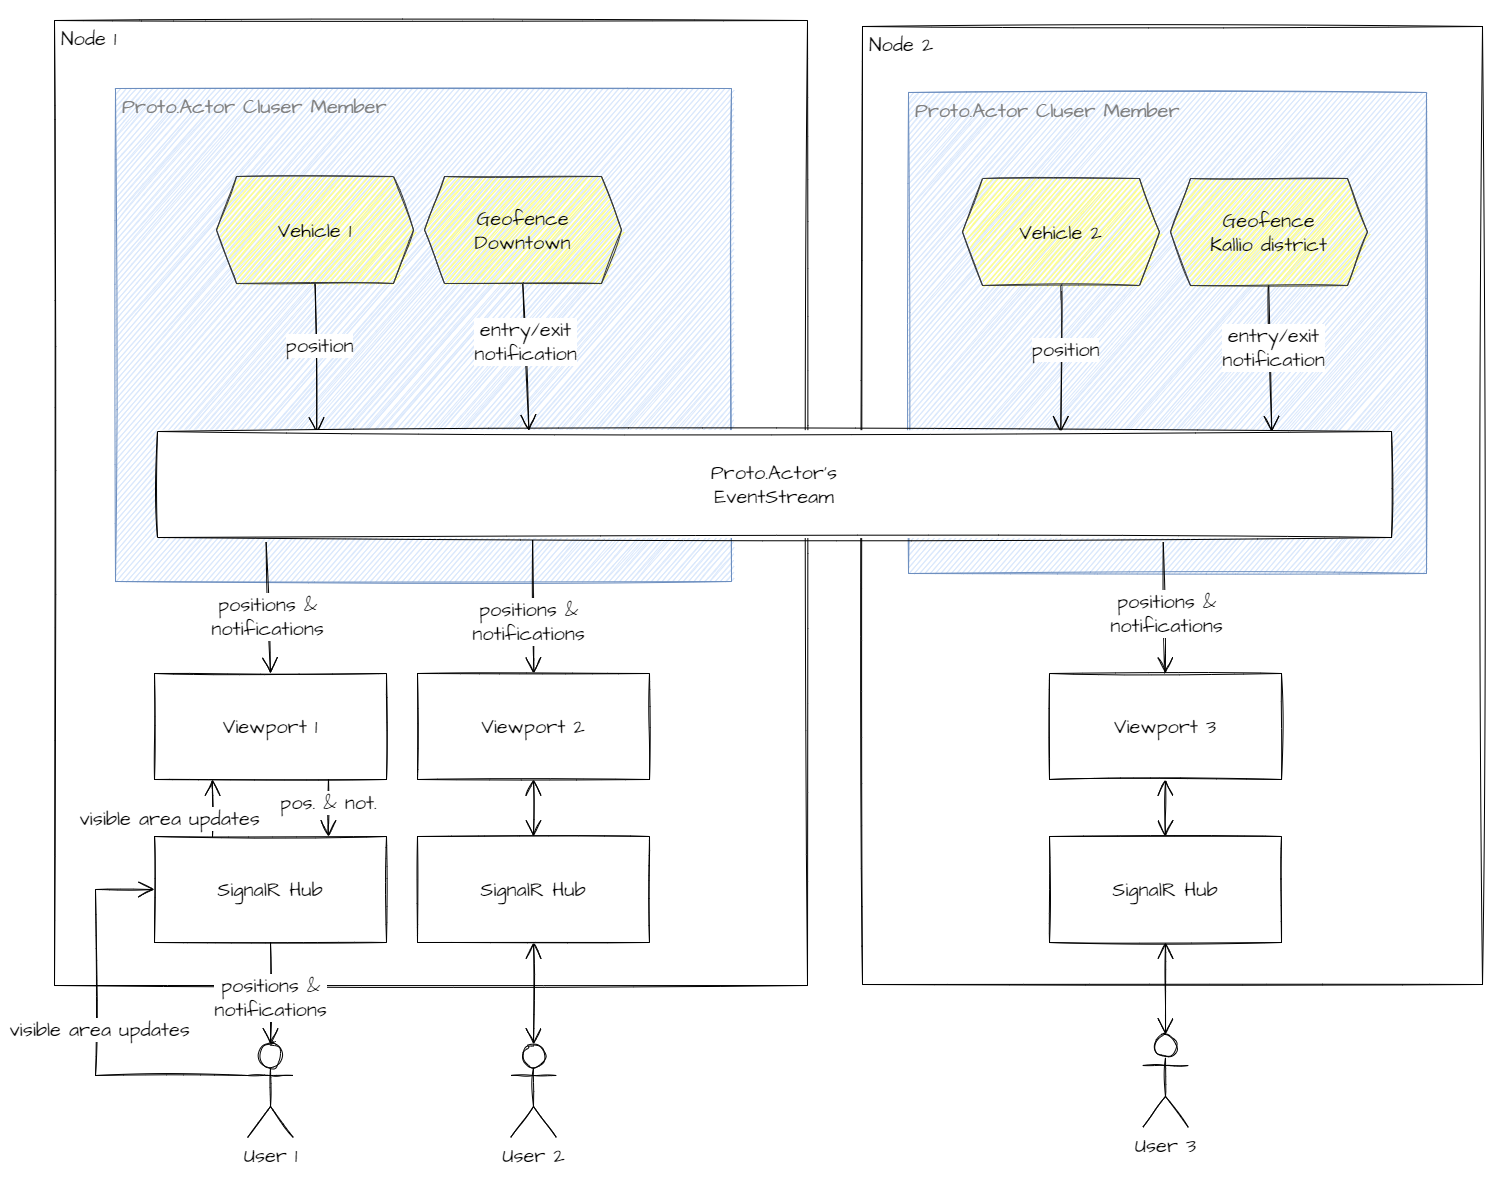 Node 1
Node 2
Proto.Actor Cluser Member
Proto.Actor Cluser Member
Vehicle 1
Geofence
Downtown
Vehicle 2
Geofence
Kallio district
position
entry/exit
notification
position
entry/exit
notification
Proto.Actor's
EventStream
positions &
notifications
positions &
notifications
positions &
notifications
Viewport 1
Viewport 2
Viewport 3
visible area updates
pos. & not.
SignalR Hub
SignalR Hub
SignalR Hub
positions &
notifications
visible area updates
User 1
User 2
User 3